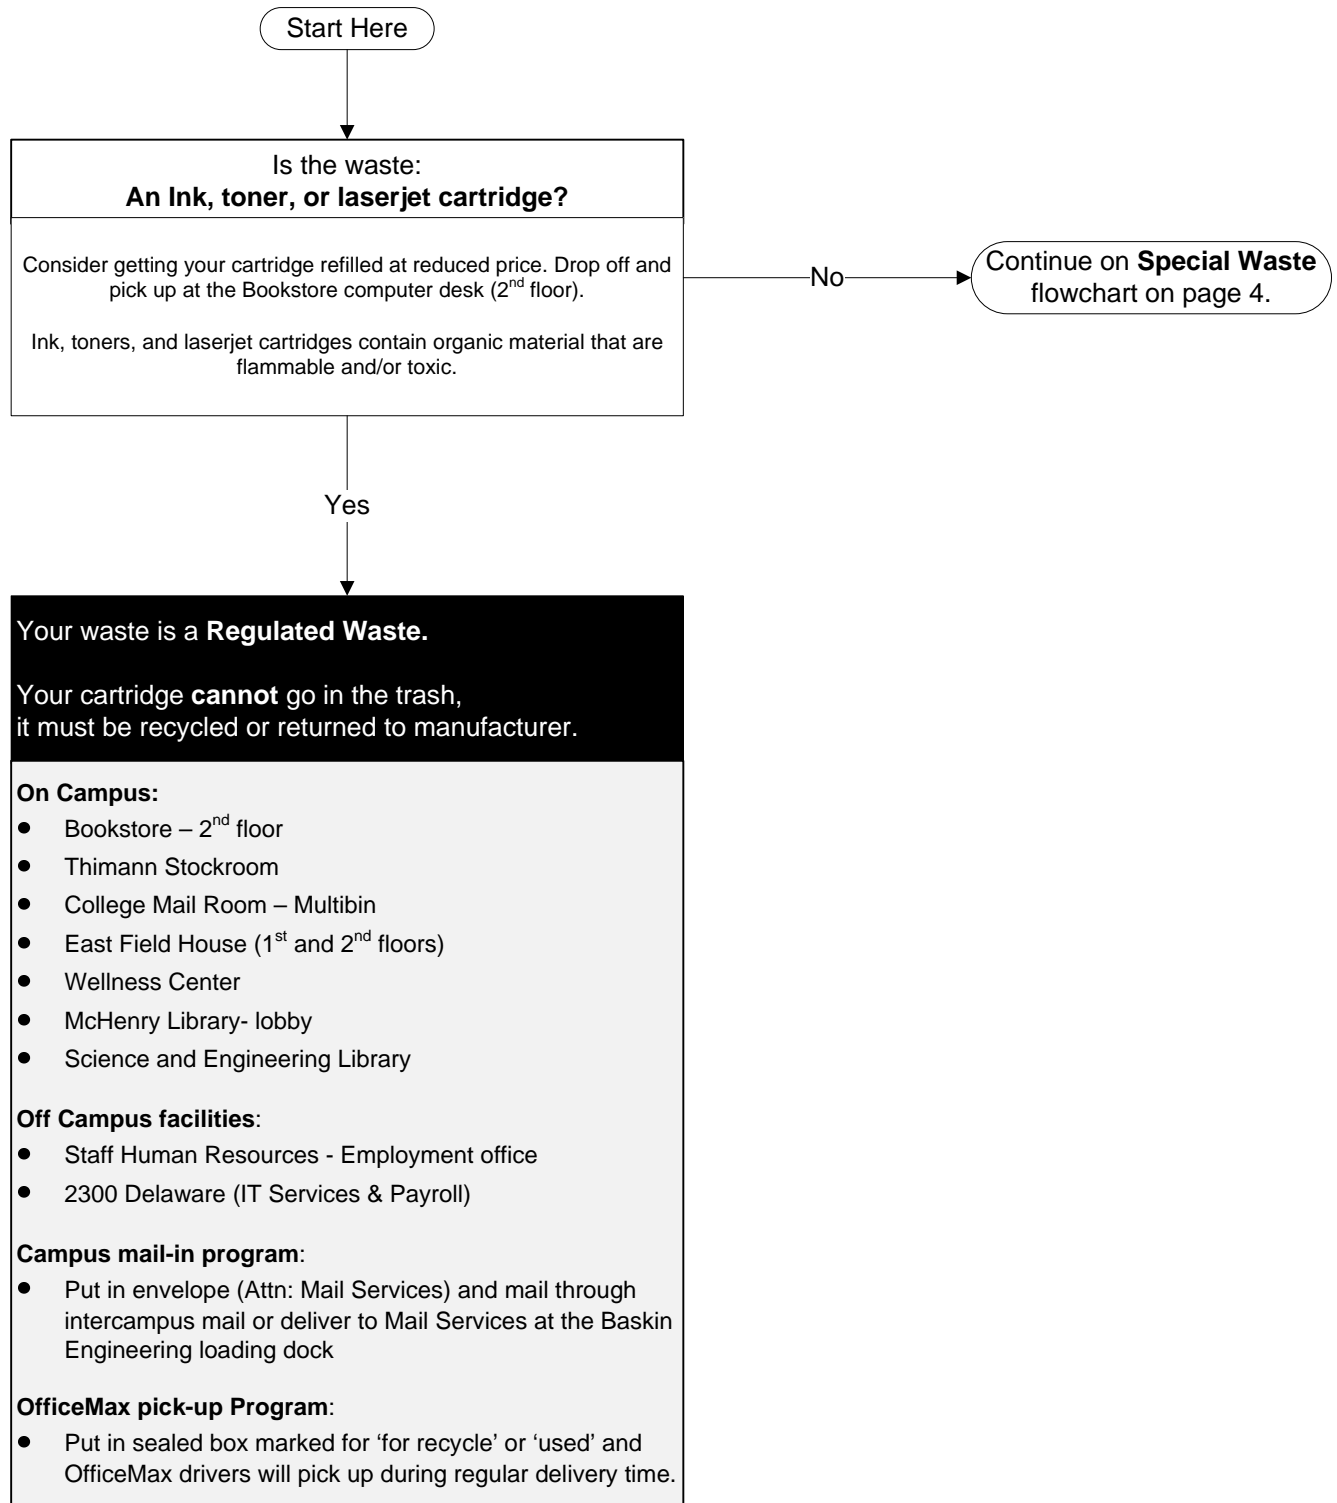 Start Here
Is the waste:
An Ink, toner, or laserjet cartridge?
Consider getting your cartridge refilled at reduced price. Drop off and
pick up at the Bookstore computer desk (2nd floor).
Ink, toners, and laserjet cartridges contain organic material that are
flammable and/or toxic.
No
Continue on Special Waste
flowchart on page 4.
Yes
Your waste is a Regulated Waste.
Your cartridge cannot go in the trash,
it must be recycled or returned to manufacturer.
On Campus:
• Bookstore – 2nd floor
• Thimann Stockroom
• College Mail Room – Multibin
• East Field House (1st and 2nd floors)
• Wellness Center
• McHenry Library- lobby
• Science and Engineering Library
Off Campus facilities:
• Staff Human Resources - Employment office
• 2300 Delaware (IT Services & Payroll)
Campus mail-in program:
• Put in envelope (Attn: Mail Services) and mail through
intercampus mail or deliver to Mail Services at the Baskin
Engineering loading dock
OfficeMax pick-up Program:
• Put in sealed box marked for ‘for recycle’ or ‘used’ and
OfficeMax drivers will pick up during regular delivery time.